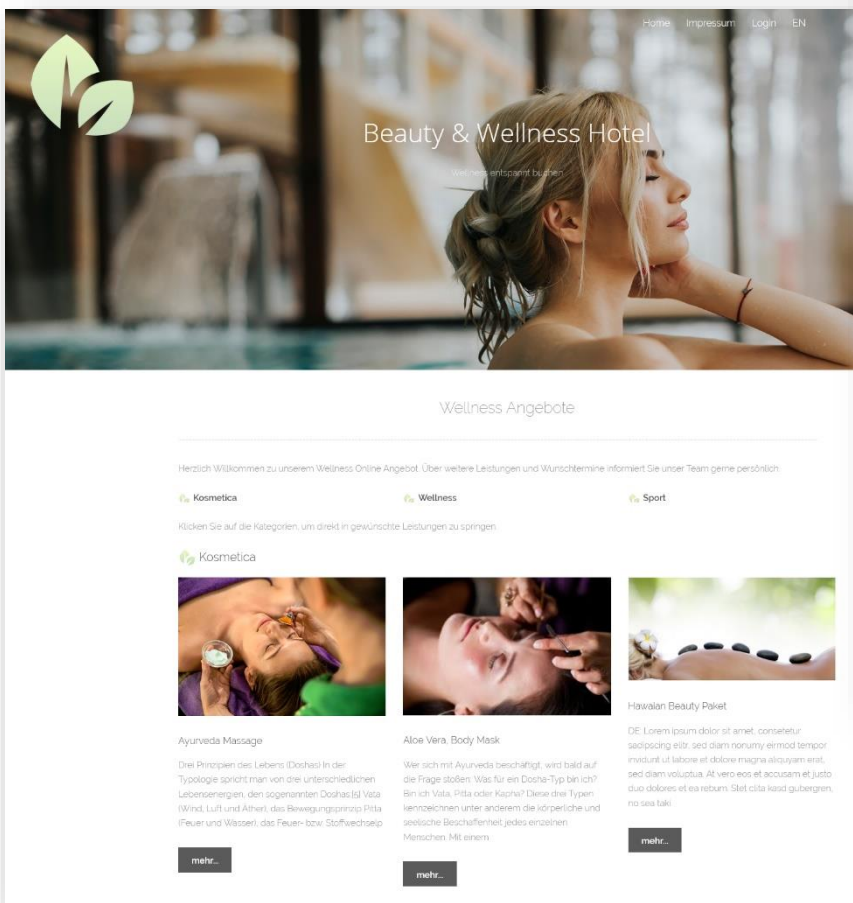 Home Impressum Login EN
Beauty & Wellness Hotel
Wellness entspannt buchen
Wellness Angebote
Herzlich Willkommen zu unserem Wellness Online Angebot. Über weitere Leistungen und Wunschtermine informiert Sie unser Team gerne persönlich.
Kosmetica
Wellness
Sport
Klicken Sie auf die Kategorien, um direkt in gewünschte Leistungen zu springen.
Kosmetica
Ayurveda Massage
Drei Prinzipien des Lebens (Doshas) In der
Typologie spricht man von drei unterschiedlichen
Lebensenergien, den sogenannten Doshas:[5] Vata
(Wind, Luft und Äther), das Bewegungsprinzip Pitta
(Feuer und Wasser), das Feuer- bzw. Stoffwechselp
mehr...
Aloe Vera, Body Mask
Wer sich mit Ayurveda beschäftigt, wird bald auf
die Frage stoßen: Was für ein Dosha-Typ bin ich?
Bin ich Vata, Pitta oder Kapha? Diese drei Typen
kennzeichnen unter anderem die körperliche und
seelische Beschaffenheit jedes einzelnen
Menschen. Mit einem
mehr...
Hawaian Beauty Paket
DE: Lorem ipsum dolor sit amet, consetetur
sadipscing elitr, sed diam nonumy eirmod tempor
invidunt ut labore et dolore magna aliquyam erat,
sed diam voluptua. At vero eos et accusam et justo
duo dolores et ea rebum. Stet clita kasd gubergren,
no sea taki
mehr...